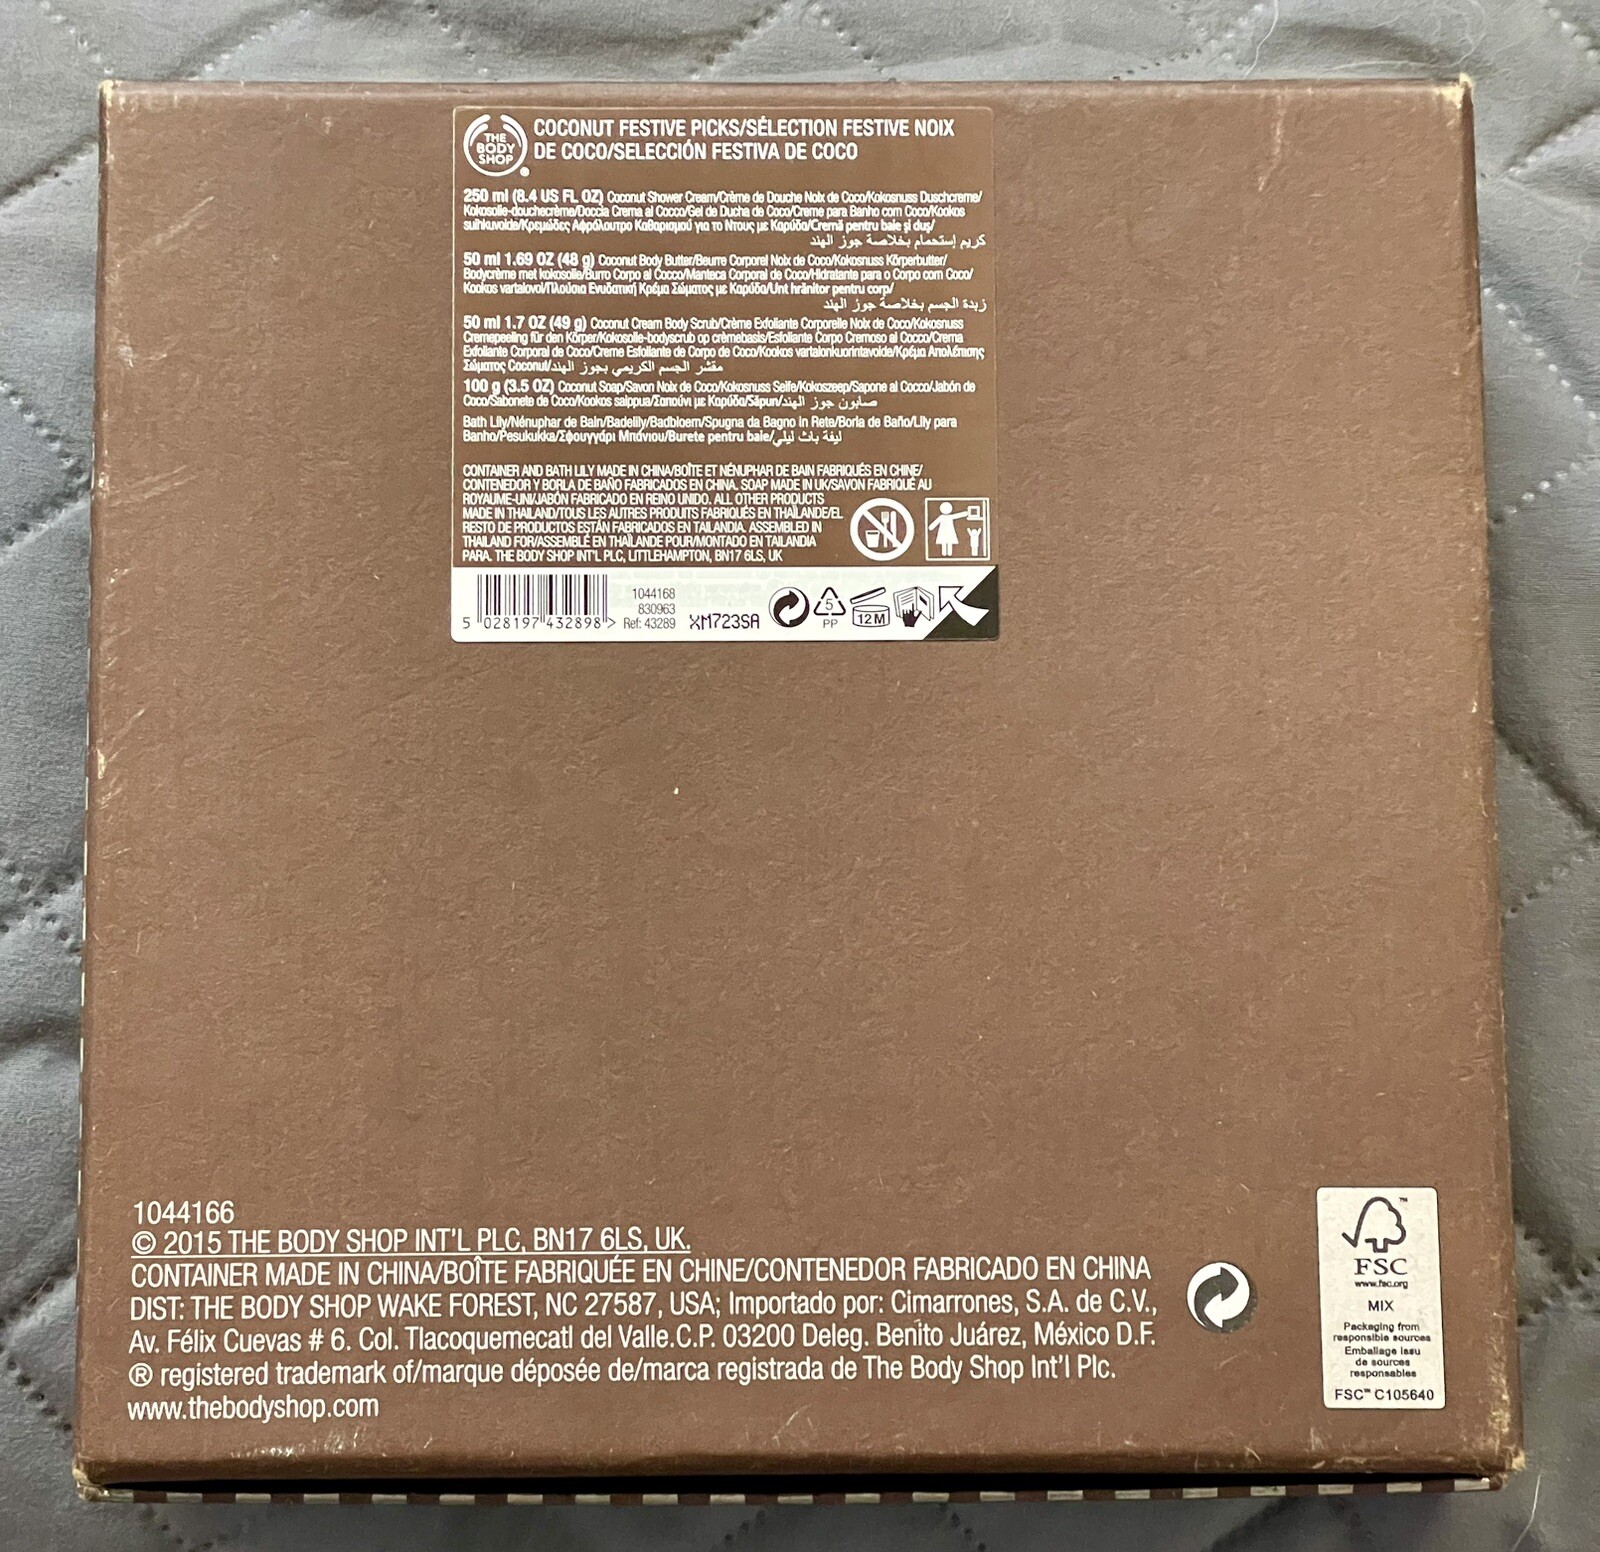 THE
BODY
SHOP
COCONUT FESTIVE PICKS/SÉLECTION FESTIVE NOIX
DE COCO/SELECCIÓN FESTIVA DE COCO
250 ml (8.4 US FL OZ) Coconut Shower Cream/Crème de Douche Noix de Coco/Kokosnuss Duschcreme/
Kokosolie-douchecrème/Doccia Crema al Cocco/Gel de Ducha de Coco/Creme para Banho com Coco/Kookos
suihkuvoide/Κρεμώδες Αφρόλουτρο Καθαρισμού για το Ντους με Καρύδα/Cremă pentru baie și duș/
كريم إستحمام بخلاصة جوز الهند
50 ml 1.69 OZ (48 g) Coconut Body Butter/Beurre Corporel Noix de Coco/Kokosnuss Körperbutter/
Bodycrème met kokosolie/Burro Corpo al Cocco/Manteca Corporal de Coco/Hidratante para o Corpo com Coco/
Kookos vartalovoi/Πλούσια Ενυδατική Κρέμα Σώματος με Καρύδα/Unt hrănitor pentru corp/
زبدة الجسم بخلاصة جوز الهند
50 ml 1.7 OZ (49 g) Coconut Cream Body Scrub/Crème Exfoliante Corporelle Noix de Coco/Kokosnuss
Cremepeeling für den Körper/Kokosolie-bodyscrub op crèmebasis/Esfoliante Corpo Cremoso al Cocco/Crema
Exfoliante Corporal de Coco/Creme Esfoliante de Corpo de Coco/Kookos vartalonkuorintavoide/Κρέμα Απολέπισης
Σώματος Coconut/مقشر الجسم الكريمي بجوز الهند
100 g (3.5 OZ) Coconut Soap/Savon Noix de Coco/Kokosnuss Seife/Kokoszeep/Sapone al Cocco/Jabón de
Coco/Sabonete de Coco/Kookos saippua/Σαπούνι με Καρύδα/Săpun/صابون جوز الهند
Bath Lily/Nénuphar de Bain/Badelily/Badbloem/Spugna da Bagno in Rete/Borla de Baño/Lily para
Banho/Pesukukka/Σφουγγάρι Μπάνιου/Burete pentru baie/ليفة باث ليلي
CONTAINER AND BATH LILY MADE IN CHINA/BOÎTE ET NÉNUPHAR DE BAIN FABRIQUÉS EN CHINE/
CONTENEDOR Y BORLA DE BAÑO FABRICADOS EN CHINA. SOAP MADE IN UK/SAVON FABRIQUÉ AU
ROYAUME-UNI/JABÓN FABRICADO EN REINO UNIDO. ALL OTHER PRODUCTS
MADE IN THAILAND/TOUS LES AUTRES PRODUITS FABRIQUÉS EN THAÏLANDE/EL
RESTO DE PRODUCTOS ESTÁN FABRICADOS EN TAILANDIA. ASSEMBLED IN
THAILAND FOR/ASSEMBLÉ EN THAÏLANDE POUR/MONTADO EN TAILANDIA
PARA. THE BODY SHOP INT'L PLC, LITTLEHAMPTON, BN17 6LS, UK
5 028197 432898 >
1044168
830963
Ref: 43289
XM723SA
5
PP
12M
1044166
© 2015 THE BODY SHOP INT'L PLC, BN17 6LS, UK.
CONTAINER MADE IN CHINA/BOÎTE FABRIQUÉE EN CHINE/CONTENEDOR FABRICADO EN CHINA
DIST: THE BODY SHOP WAKE FOREST, NC 27587, USA; Importado por: Cimarrones, S.A. de C.V.,
Av. Félix Cuevas # 6. Col. Tlacoquemecatl del Valle.C.P. 03200 Deleg. Benito Juárez, México D.F.
® registered trademark of/marque déposée de/marca registrada de The Body Shop Int'l Plc.
www.thebodyshop.com
FSC
www.fsc.org
MIX
Packaging from
responsible sources
Emballage issu
de sources
responsables
FSC™ C105640